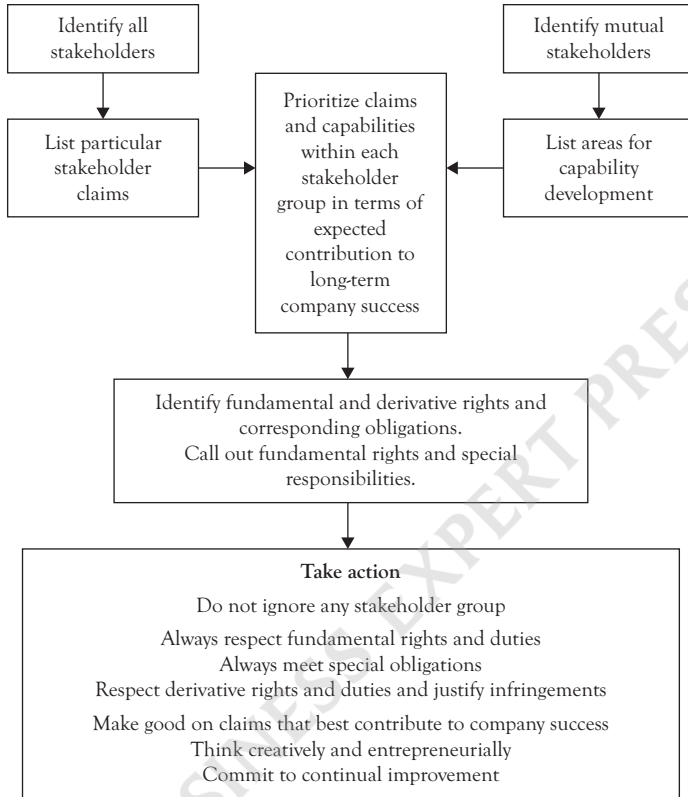 Identify all
stakeholders
List particular
stakeholder
claims
Prioritize claims
and capabilities
within each
stakeholder
group in terms of
expected
contribution to
long-term
company success
Identify mutual
stakeholders
List areas for
capability
development
Identify fundamental and derivative rights and
corresponding obligations.
Call out fundamental rights and special
responsibilities.
Take action
Do not ignore any stakeholder group
Always respect fundamental rights and duties
Always meet special obligations
Respect derivative rights and duties and justify infringements
Make good on claims that best contribute to company success
Think creatively and entrepreneurially
Commit to continual improvement
EXPERT